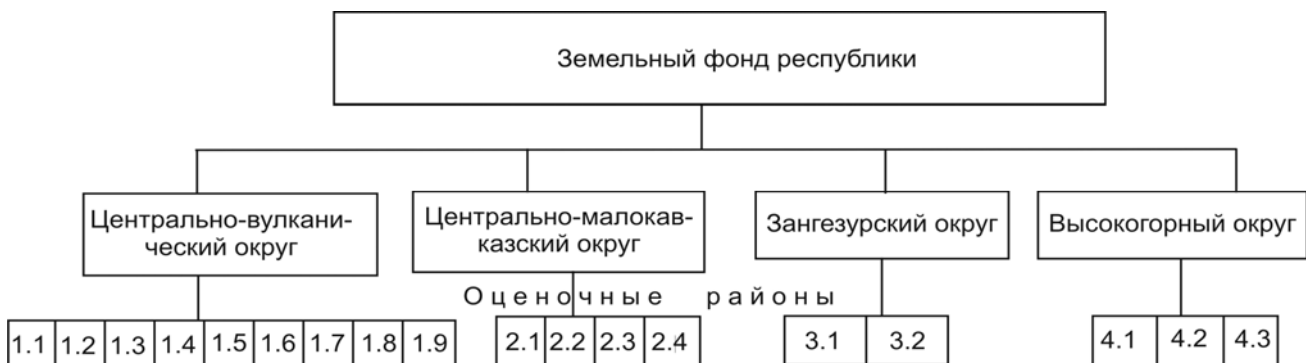 Земельный фонд республики
Центрально-вулкани-
ческий округ
Центрально-малокав-
казский округ
Зангезурский округ
Высокогорный округ
Оценочные районы
1.1 1.2 1.3 1.4 1.5 1.6 1.7 1.8 1.9 2.1 2.2 2.3 2.4 3.1 3.2 4.1 4.2 4.3